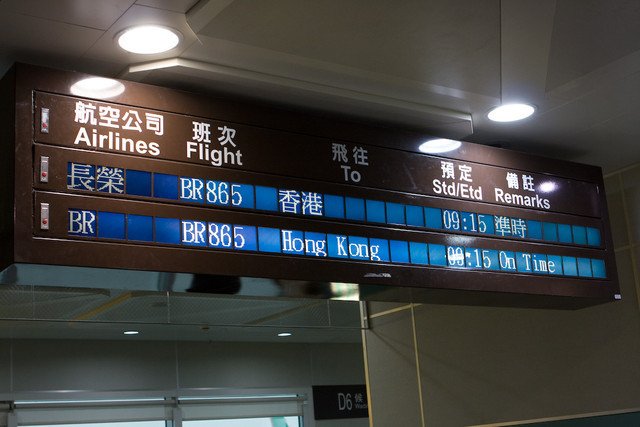 航空公司 班次 飛往 預定 備註
Airlines Flight To Std/Etd Remarks
長榮 BR865 香港 09:15 準時
BR BR865 Hong Kong 09:15 On Time
D6 候